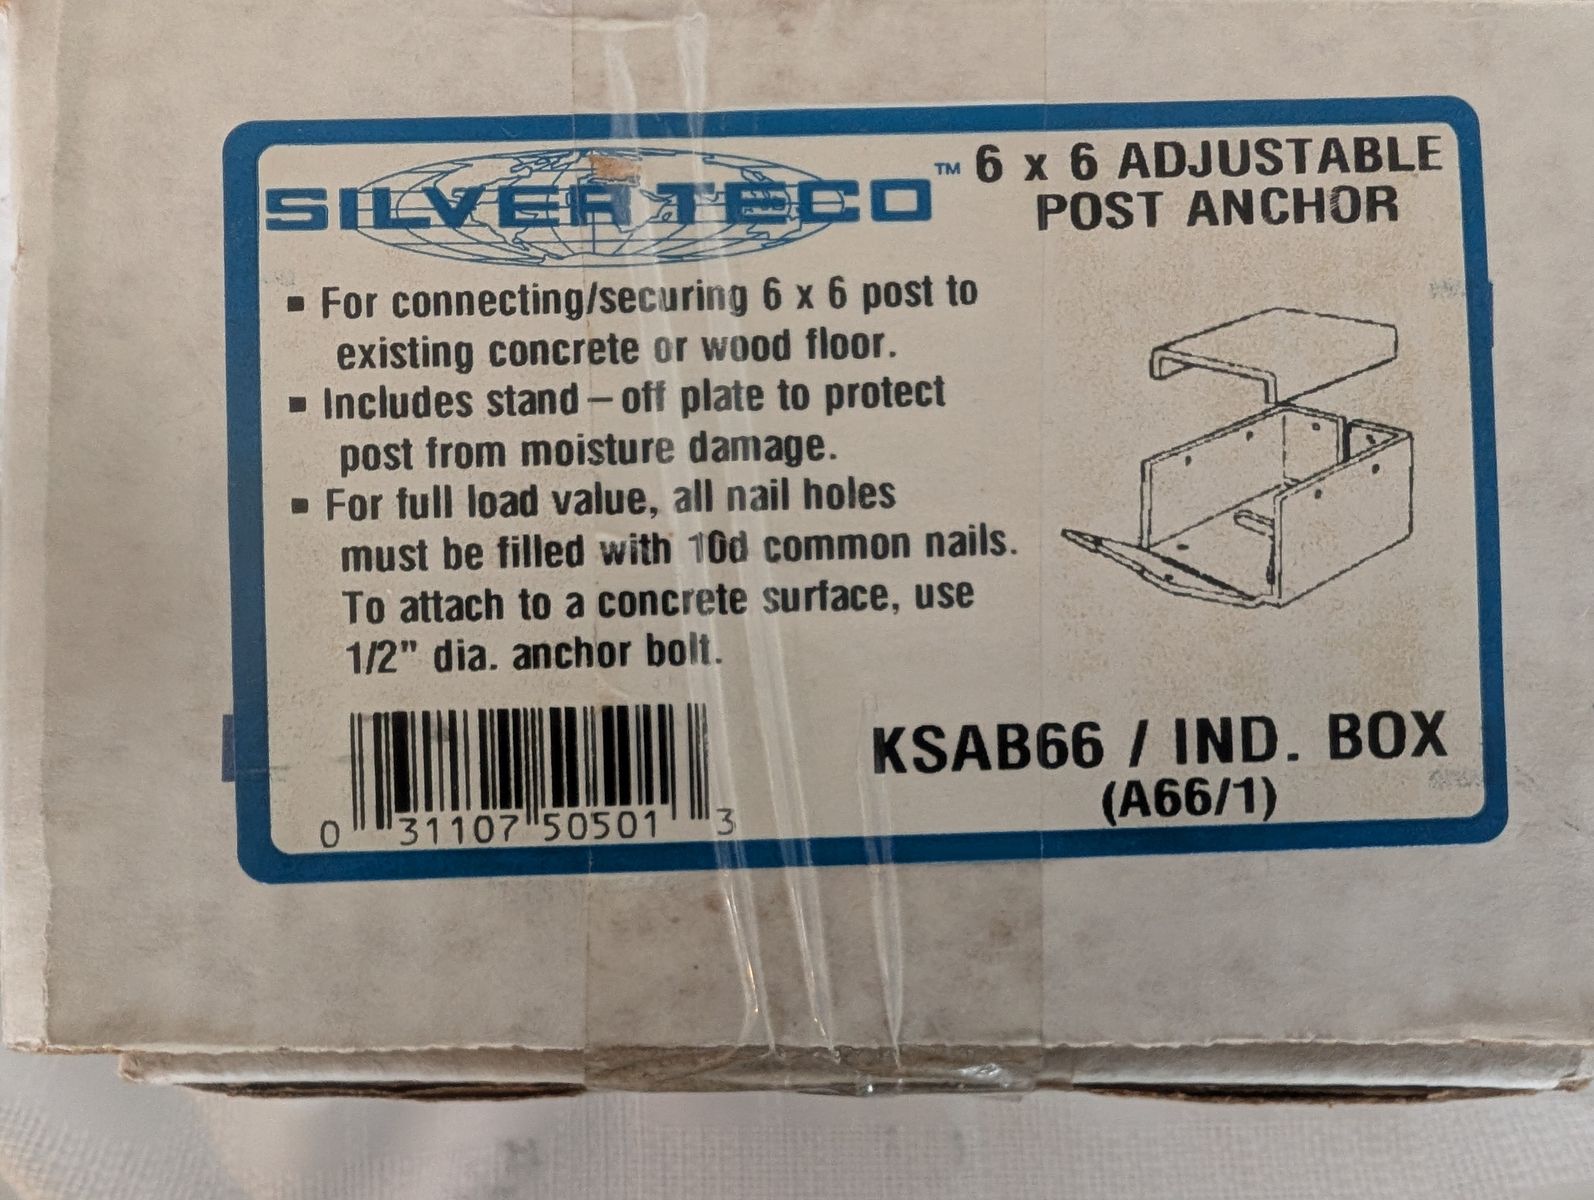 SILVER TECO™
6 x 6 ADJUSTABLE
POST ANCHOR
▪ For connecting/securing 6 x 6 post to
existing concrete or wood floor.
▪ Includes stand – off plate to protect
post from moisture damage.
▪ For full load value, all nail holes
must be filled with 10d common nails.
To attach to a concrete surface, use
1/2" dia. anchor bolt.
0 31107 50501 3
KSAB66 / IND. BOX
(A66/1)